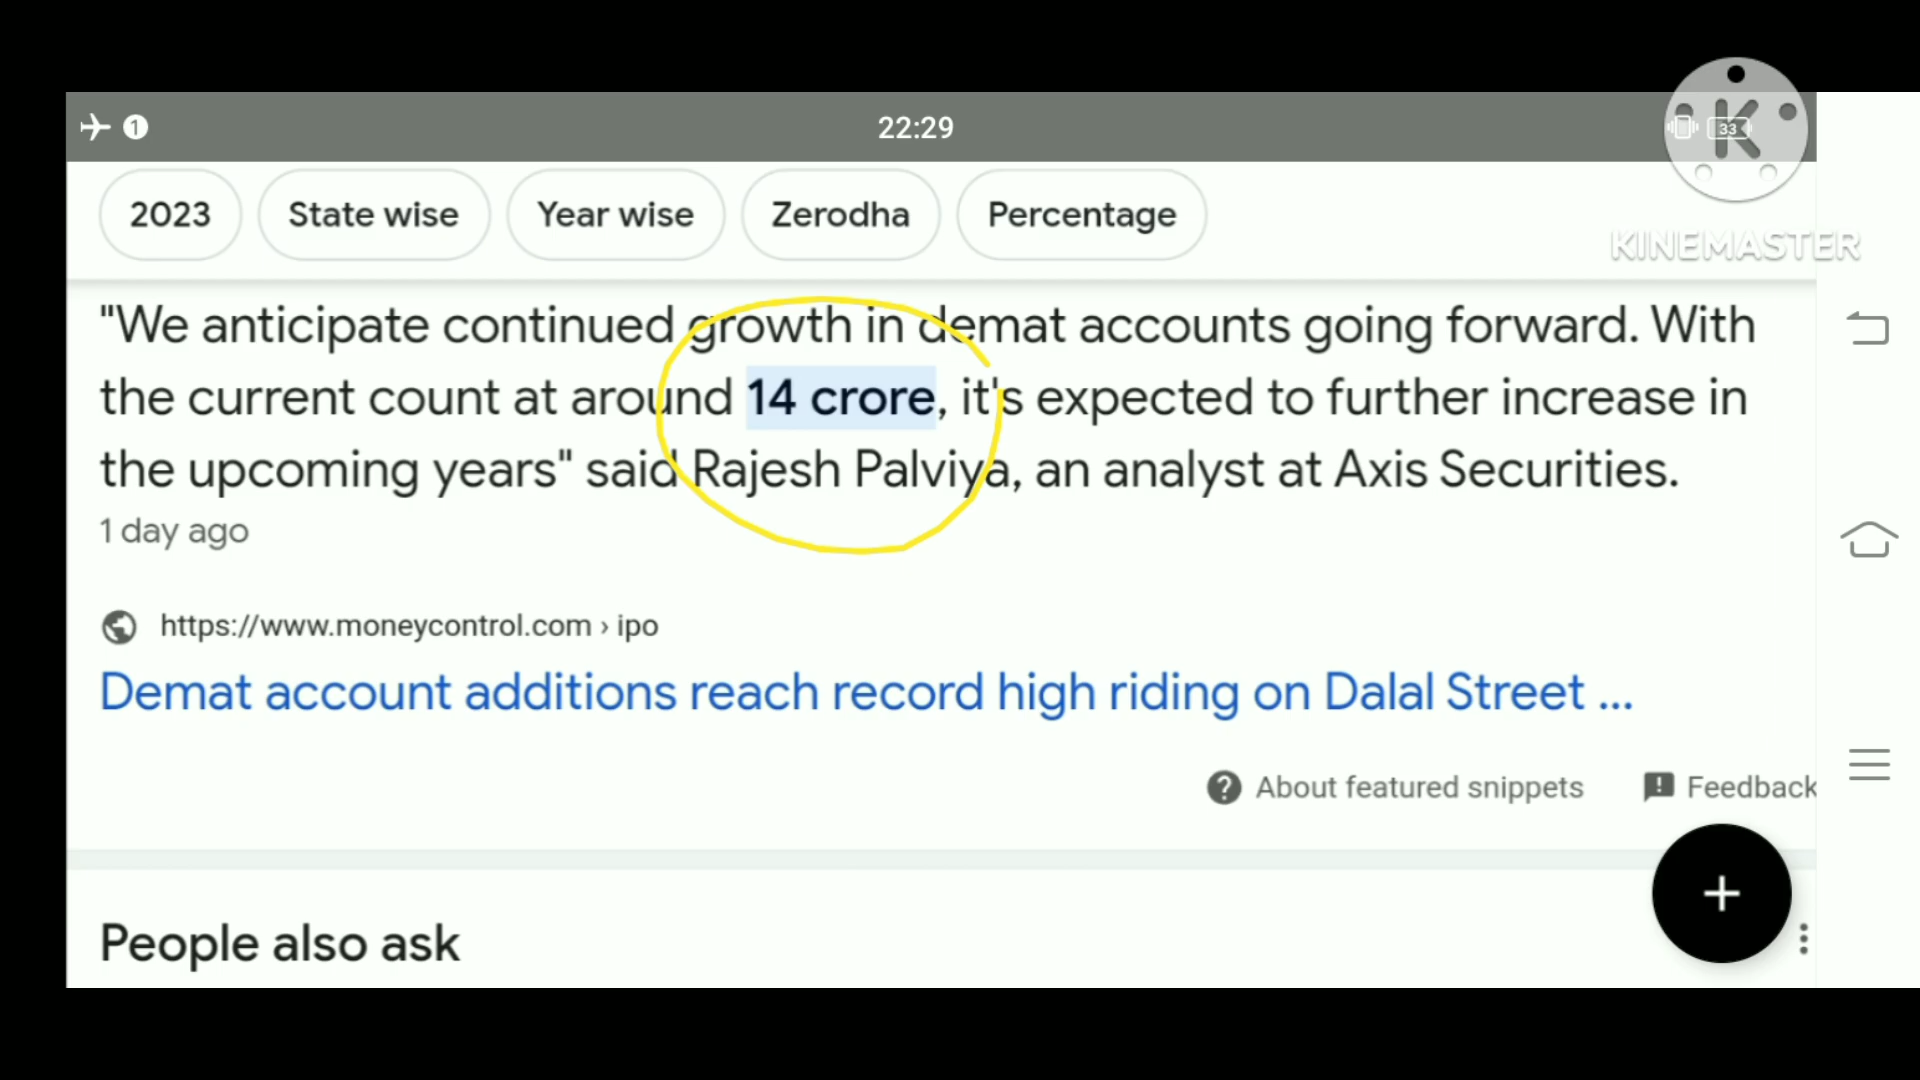 1 22:29 33
K
KINEMASTER
2023 State wise Year wise Zerodha Percentage
"We anticipate continued growth in demat accounts going forward. With
the current count at around 14 crore, it's expected to further increase in
the upcoming years" said Rajesh Palviya, an analyst at Axis Securities.
1 day ago
https://www.moneycontrol.com › ipo
Demat account additions reach record high riding on Dalal Street ...
About featured snippets Feedback
People also ask